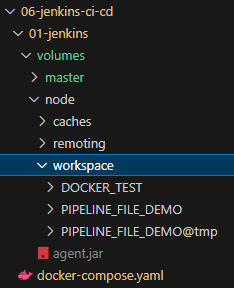 06-jenkins-ci-cd
01-jenkins
volumes
master
node
caches
remoting
workspace
DOCKER_TEST
PIPELINE_FILE_DEMO
PIPELINE_FILE_DEMO@tmp
agent.jar
docker-compose.yaml